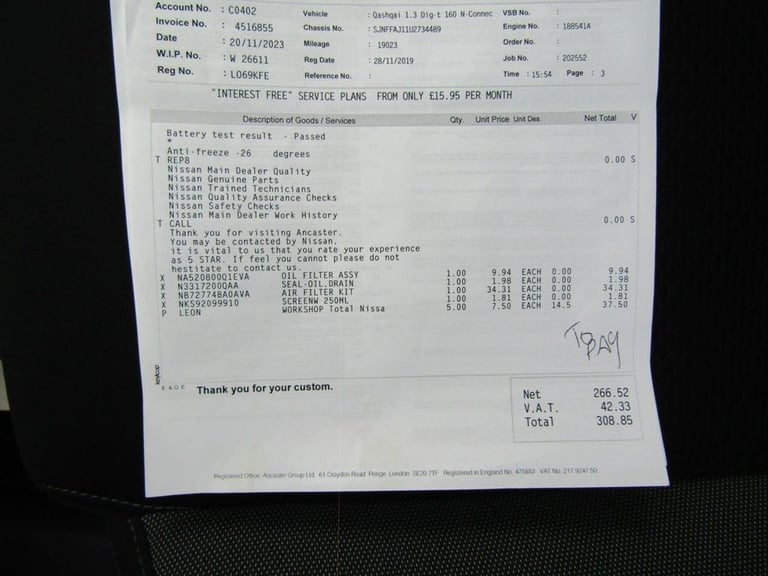 Account No. : C0402 Vehicle : Qashqai 1.3 Dig-t 160 N-Connec VSB No. :
Invoice No. : 4516855 Chassis No. : SJNFFAJ11U2734489 Engine No. : 188541A
Date : 20/11/2023 Mileage : 19023 Order No. :
W.I.P. No. : W 26611 Reg Date : 28/11/2019 Job No. : 202552
Reg No. : LO69KFE Reference No. : Time : 15:54 Page : 3
"INTEREST FREE" SERVICE PLANS FROM ONLY £15.95 PER MONTH
Description of Goods / Services Qty. Unit Price Unit Des. Net Total V
Battery test result - Passed
*
Anti-freeze -26 degrees
T REP8 0.00 S
Nissan Main Dealer Quality
Nissan Genuine Parts
Nissan Trained Technicians
Nissan Quality Assurance Checks
Nissan Safety Checks
Nissan Main Dealer Work History
T CALL 0.00 S
Thank you for visiting Ancaster.
You may be contacted by Nissan.
it is vital to us that you rate your experience
as 5 STAR. If feel you cannot please do not
hestitate to contact us.
X NA520800Q1EVA OIL FILTER ASSY 1.00 9.94 EACH 0.00 9.94
X N3317200QAA SEAL-OIL.DRAIN 1.00 1.98 EACH 0.00 1.98
X NB72774BA0AVA AIR FILTER KIT 1.00 34.31 EACH 0.00 34.31
X NKS92099910 SCREENW 250ML 1.00 1.81 EACH 0.00 1.81
P LEON WORKSHOP Total Nissa 5.00 7.50 EACH 14.5 37.50
To
PAY
keyloop
E & O E Thank you for your custom.
Net 266.52
V.A.T. 42.33
Total 308.85
Registered Office: Ancaster Group Ltd 61 Croydon Road Penge London SE20 7TF Registered in England No. 475853 VAT No. 217 9247 50